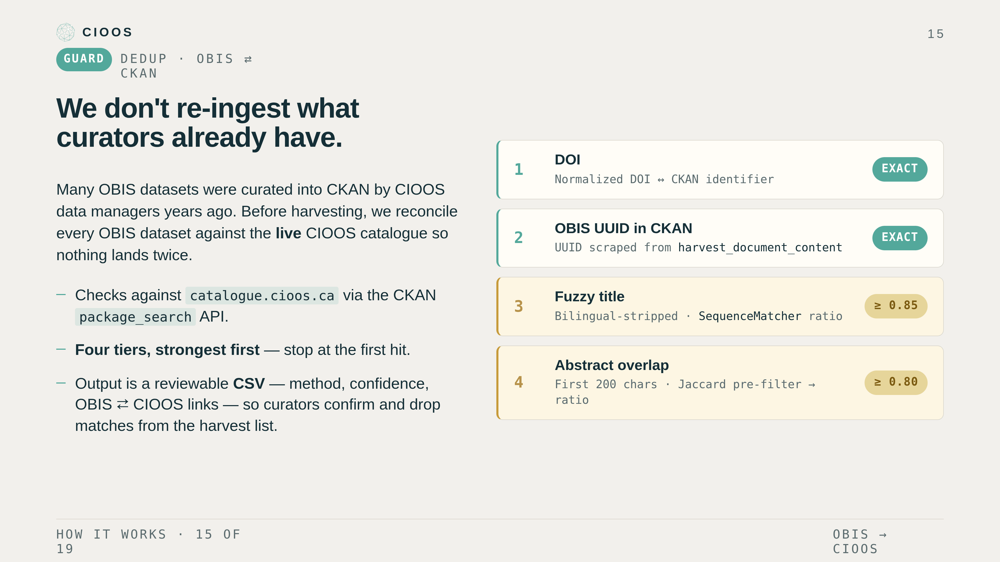 CIOOS
15
GUARD
DEDUP · OBIS ⇄
CKAN
We don't re-ingest what
curators already have.
Many OBIS datasets were curated into CKAN by CIOOS
data managers years ago. Before harvesting, we reconcile
every OBIS dataset against the live CIOOS catalogue so
nothing lands twice.
— Checks against catalogue.cioos.ca via the CKAN
package_search API.
— Four tiers, strongest first — stop at the first hit.
— Output is a reviewable CSV — method, confidence,
OBIS ⇄ CIOOS links — so curators confirm and drop
matches from the harvest list.
1
DOI
Normalized DOI ↔ CKAN identifier
EXACT
2
OBIS UUID in CKAN
UUID scraped from harvest_document_content
EXACT
3
Fuzzy title
Bilingual-stripped · SequenceMatcher ratio
≥ 0.85
4
Abstract overlap
First 200 chars · Jaccard pre-filter →
ratio
≥ 0.80
HOW IT WORKS · 15 OF
19
OBIS →
CIOOS